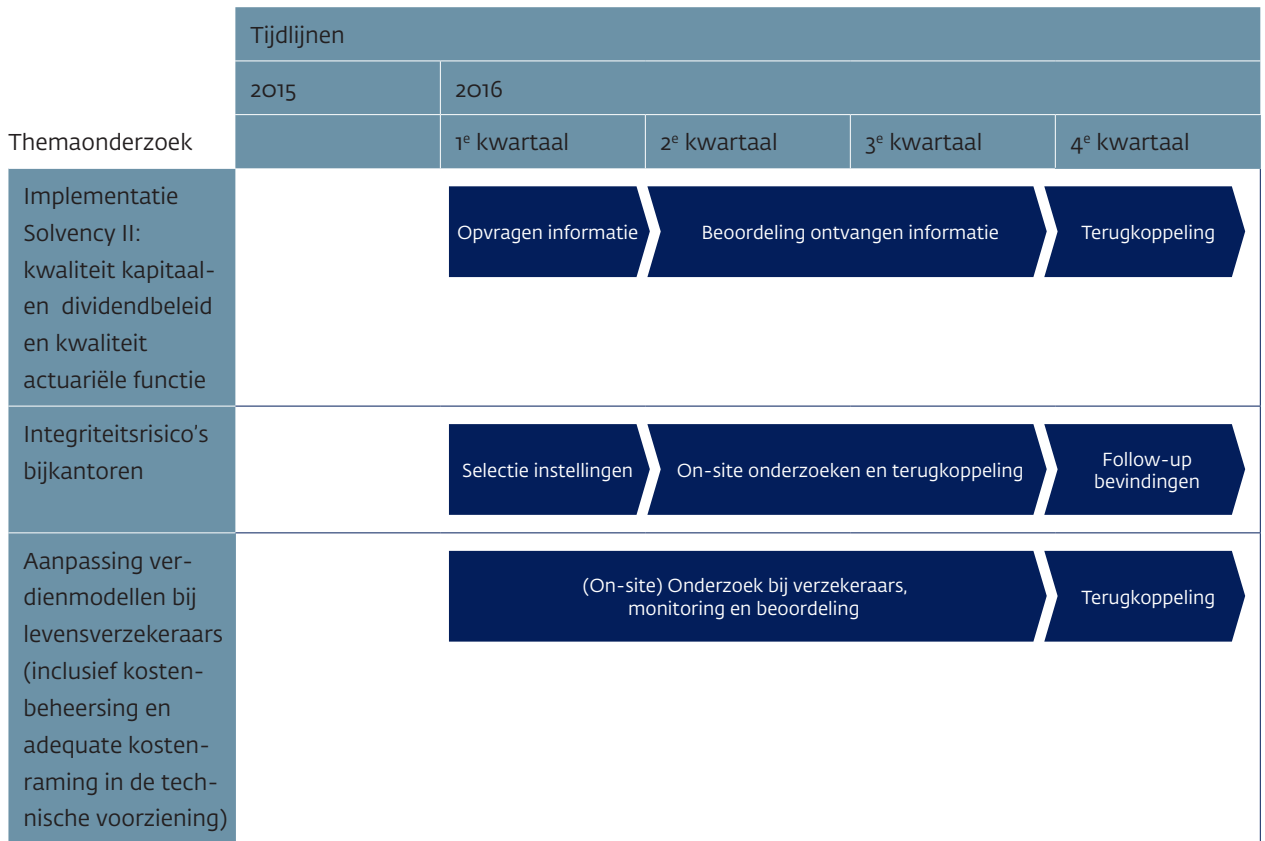 Tijdlijnen
2015
2016
Themaonderzoek
1e kwartaal
2e kwartaal
3e kwartaal
4e kwartaal
Implementatie
Solvency II:
kwaliteit kapitaal-
en dividendbeleid
en kwaliteit
actuariële functie
Opvragen informatie
Beoordeling ontvangen informatie
Terugkoppeling
Integriteitsrisico's
bijkantoren
Selectie instellingen
On-site onderzoeken en terugkoppeling
Follow-up
bevindingen
Aanpassing ver-
dienmodellen bij
levensverzekeraars
(inclusief kosten-
beheersing en
adequate kosten-
raming in de tech-
nische voorziening)
(On-site) Onderzoek bij verzekeraars,
monitoring en beoordeling
Terugkoppeling